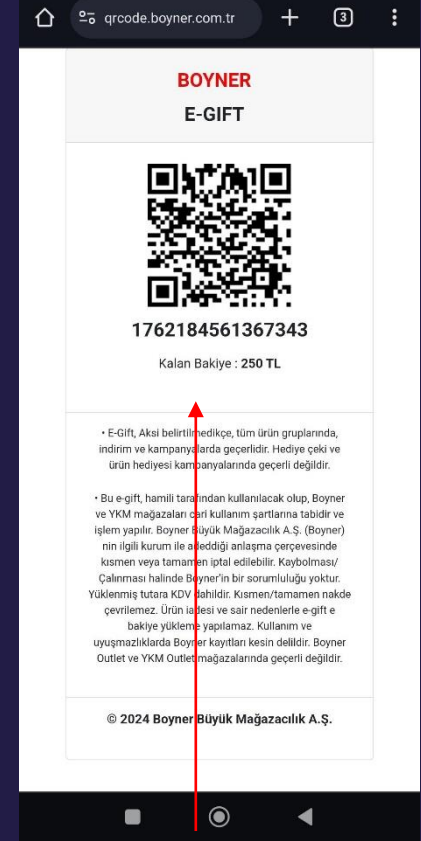 qrcode.boyner.com.tr
3
BOYNER
E-GIFT
1762184561367343
Kalan Bakiye : 250 TL
• E-Gift, Aksi belirtilmedikçe, tüm ürün gruplarında,
indirim ve kampanyalarda geçerlidir. Hediye çeki ve
ürün hediyesi kampanyalarında geçerli değildir.
• Bu e-gift, hamili tarafından kullanılacak olup, Boyner
ve YKM mağazaları cari kullanım şartlarına tabidir ve
işlem yapılır. Boyner Büyük Mağazacılık A.Ş. (Boyner)
nin ilgili kurum ile adeddiği anlaşma çerçevesinde
kısmen veya tamamen iptal edilebilir. Kaybolması/
Çalınması halinde Boyner'in bir sorumluluğu yoktur.
Yüklenmiş tutara KDV dahildir. Kısmen/tamamen nakde
çevrilemez. Ürün iadesi ve sair nedenlerle e-gift e
bakiye yükleme yapılamaz. Kullanım ve
uyuşmazlıklarda Boyner kayıtları kesin delildir. Boyner
Outlet ve YKM Outlet mağazalarında geçerli değildir.
© 2024 Boyner Büyük Mağazacılık A.Ş.